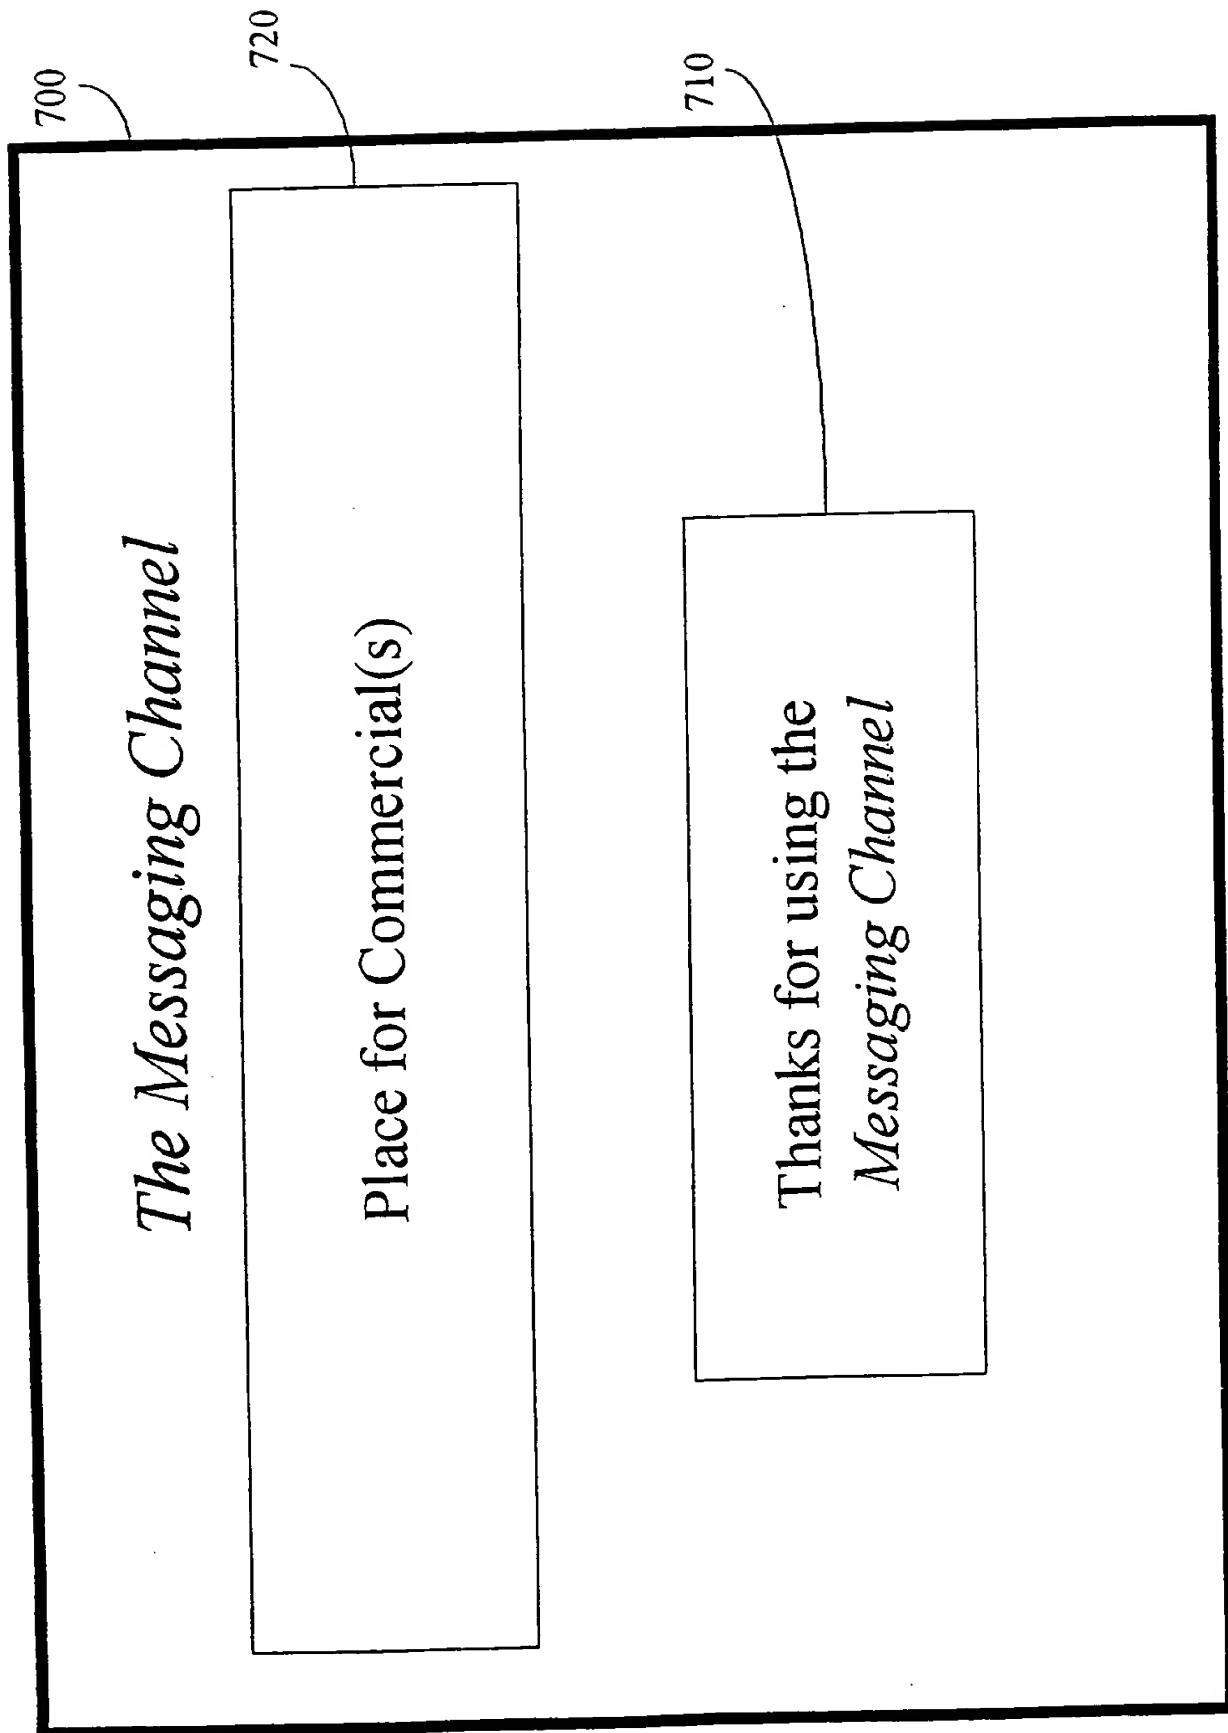 700
The Messaging Channel
720
Place for Commercial(s)
710
Thanks for using the
Messaging Channel